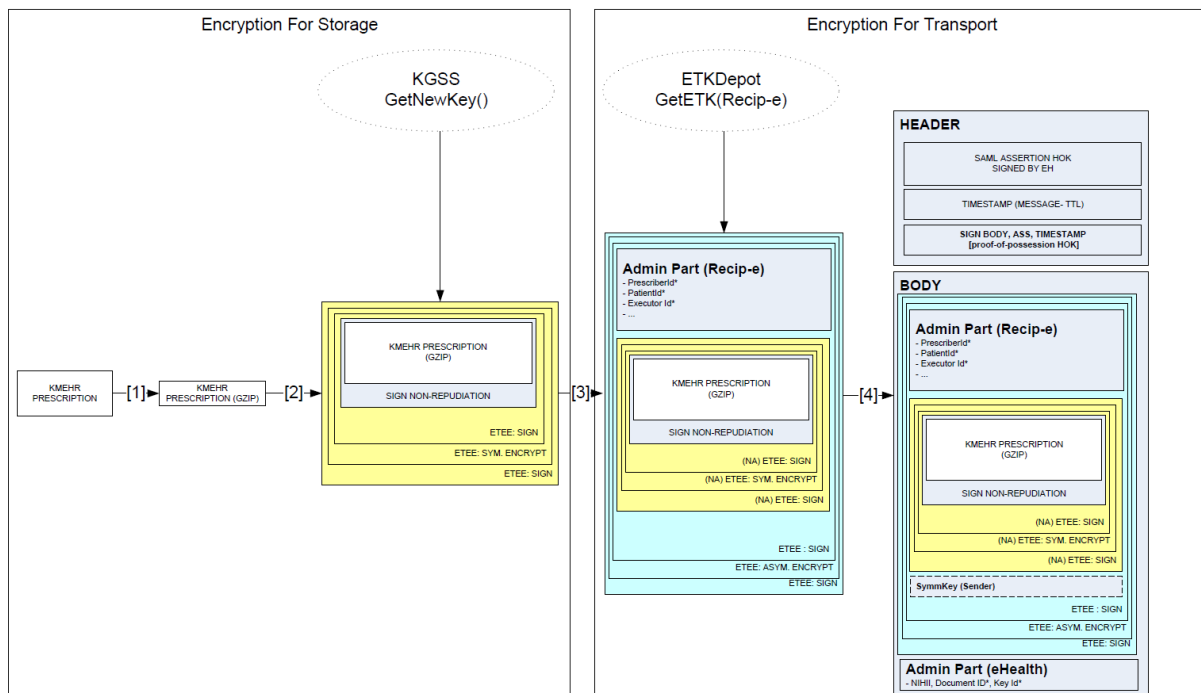 Encryption For Storage
KGSS
GetNewKey()
KMEHR
PRESCRIPTION
[1]
KMEHR
PRESCRIPTION (GZIP)
[2]
KMEHR PRESCRIPTION
(GZIP)
SIGN NON-REPUDIATION
ETEE: SIGN
ETEE: SYM. ENCRYPT
ETEE: SIGN
[3]
Encryption For Transport
ETKDepot
GetETK(Recip-e)
Admin Part (Recip-e)
- PrescriberId*
- PatientId*
- Executor Id*
- ...
KMEHR PRESCRIPTION
(GZIP)
SIGN NON-REPUDIATION
(NA) ETEE: SIGN
(NA) ETEE: SYM. ENCRYPT
(NA) ETEE: SIGN
ETEE : SIGN
ETEE: ASYM. ENCRYPT
ETEE: SIGN
[4]
HEADER
SAML ASSERTION HOK
SIGNED BY EH
TIMESTAMP (MESSAGE- TTL)
SIGN BODY, ASS, TIMESTAMP
[proof-of-possession HOK]
BODY
Admin Part (Recip-e)
- PrescriberId*
- PatientId*
- Executor Id*
- ...
KMEHR PRESCRIPTION
(GZIP)
SIGN NON-REPUDIATION
(NA) ETEE: SIGN
(NA) ETEE: SYM. ENCRYPT
(NA) ETEE: SIGN
SymmKey (Sender)
ETEE : SIGN
ETEE: ASYM. ENCRYPT
ETEE: SIGN
Admin Part (eHealth)
- NIHII, Document ID*, Key Id*